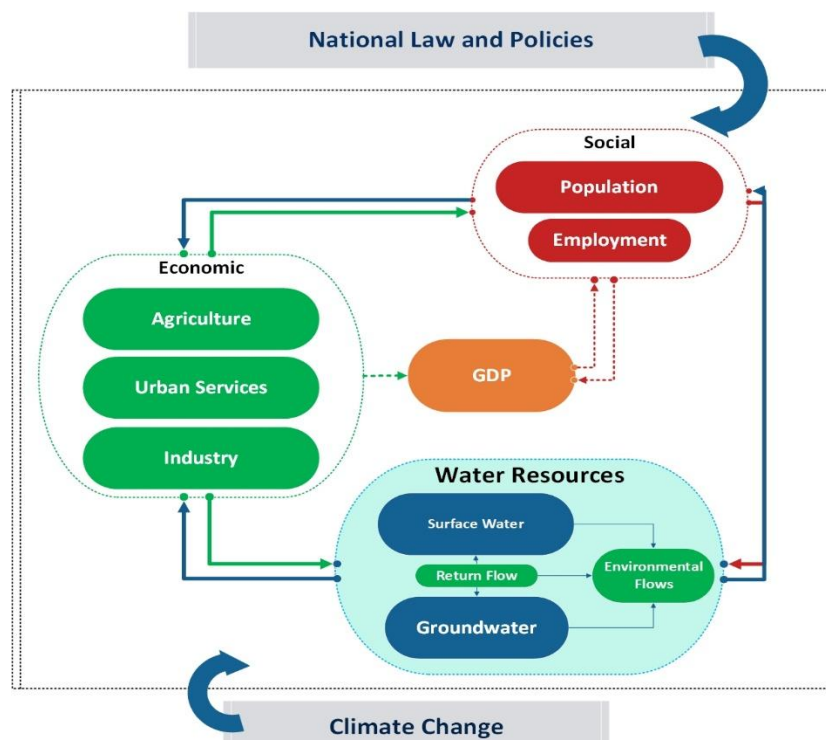 National Law and Policies
Social
Population
Employment
Economic
Agriculture
Urban Services
Industry
GDP
Water Resources
Surface Water
Return Flow
Environmental
Flows
Groundwater
Climate Change